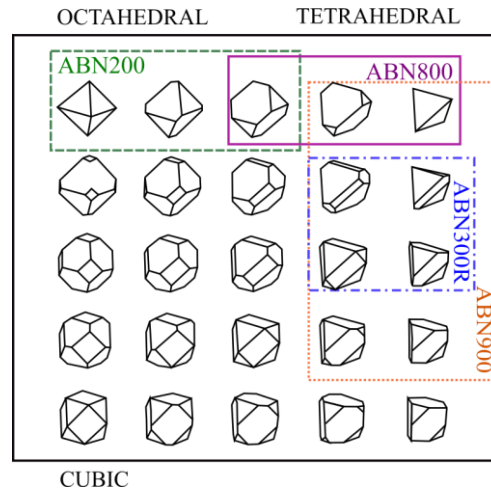 OCTAHEDRAL TETRAHEDRAL
ABN200
ABN800
ABN300R
ABN900
CUBIC